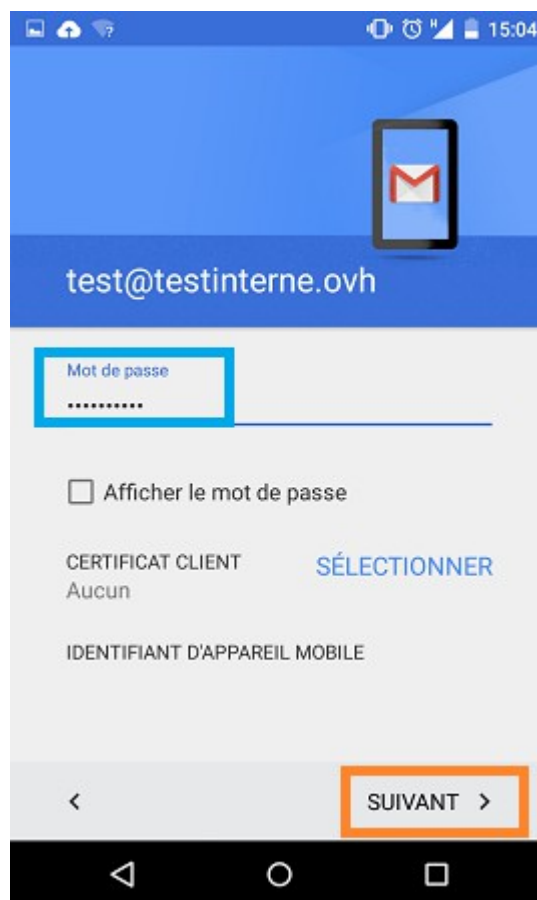 H
15:04
test@testinterne.ovh
Mot de passe
••••••••••
Afficher le mot de passe
CERTIFICAT CLIENT
SÉLECTIONNER
Aucun
IDENTIFIANT D'APPAREIL MOBILE
SUIVANT